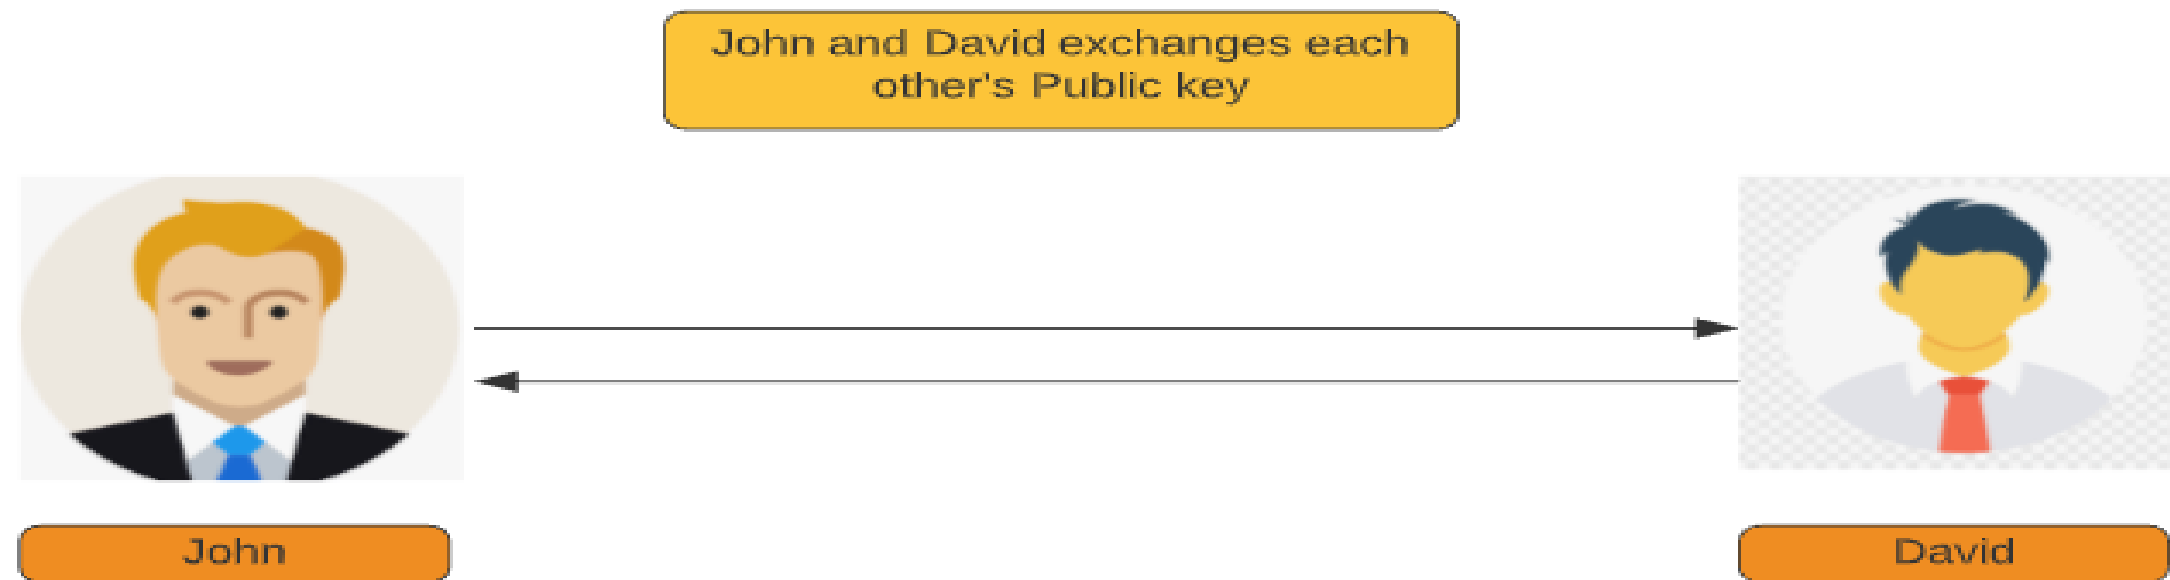 John and David exchanges each
other's Public key
John
David